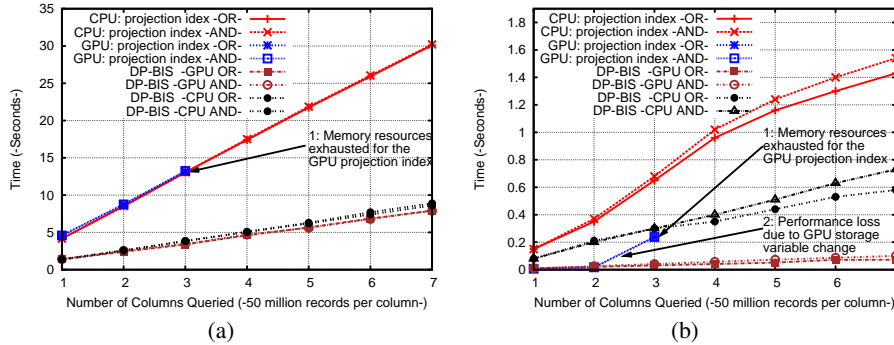 35
30
25
20
15
10
5
0
Time (-Seconds-)
1 2 3 4 5 6 7
Number of Columns Queried (-50 million records per column-)
CPU: projection idex -OR-
CPU: projection index -AND-
GPU: projection index -OR-
GPU: projection index -AND-
DP-BIS -GPU OR-
DP-BIS -GPU AND-
DP-BIS -CPU OR-
DP-BIS -CPU AND-
1: Memory resources
exhausted for the
GPU projection index
(a)
1.8
1.6
1.4
1.2
1
0.8
0.6
0.4
0.2
0
Time (-Seconds-)
1 2 3 4 5 6
Number of Columns Queried (-50 million records per column-)
CPU: projection index -OR-
CPU: projection index -AND-
GPU: projection index -OR-
GPU: projection index -AND-
DP-BIS -GPU OR-
DP-BIS -GPU AND-
DP-BIS -CPU OR-
DP-BIS -CPU AND-
1: Memory resources
exhausted for the
GPU projection index
2: Performance loss
due to GPU storage
variable change
(b)